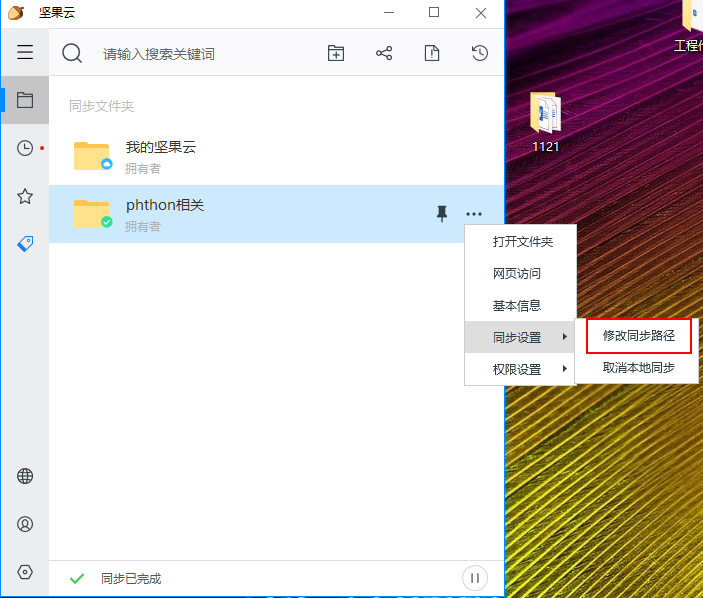 坚果云
请输入搜索关键词
同步文件夹
我的坚果云
拥有者
phthon相关
拥有者
打开文件夹
网页访问
基本信息
同步设置
权限设置
修改同步路径
取消本地同步
同步已完成
工程
1121